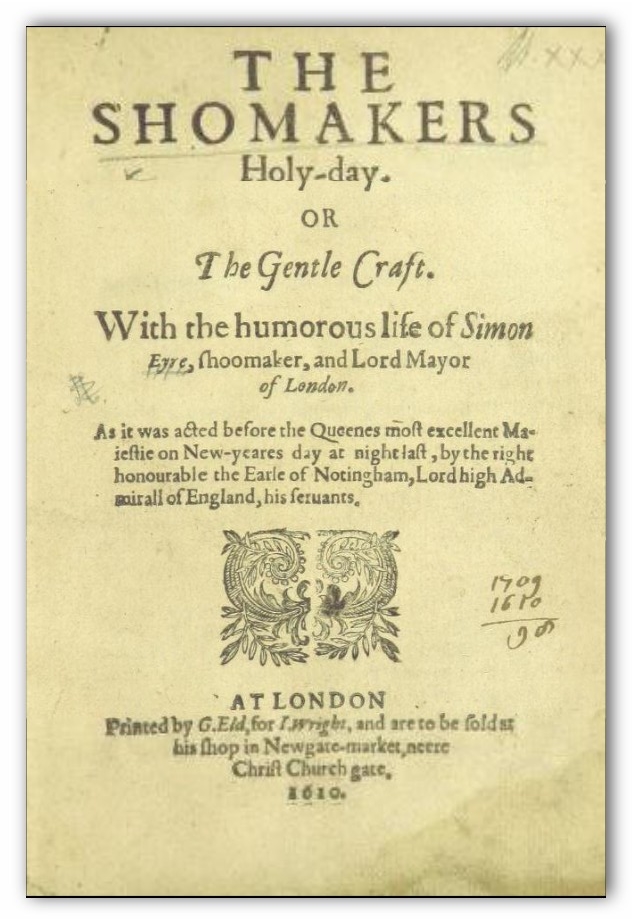 THE
SHOMAKERS
Holy-day.
OR
The Gentle Craft.
With the humorous life of Simon
Eyre, ſhoomaker, and Lord Mayor
of London.
As it was acted before the Queenes moſt excellent Ma-
ieſtie on New-yeares day at night laſt, by the right
honourable the Earle of Notingham, Lord high Ad-
mirall of England, his ſeruants.
1709
1610
AT LONDON
Printed by G.Eld, for I.Wright, and are to be ſold at
his ſhop in Newgate-market, neere
Chriſt Church gate.
1610.